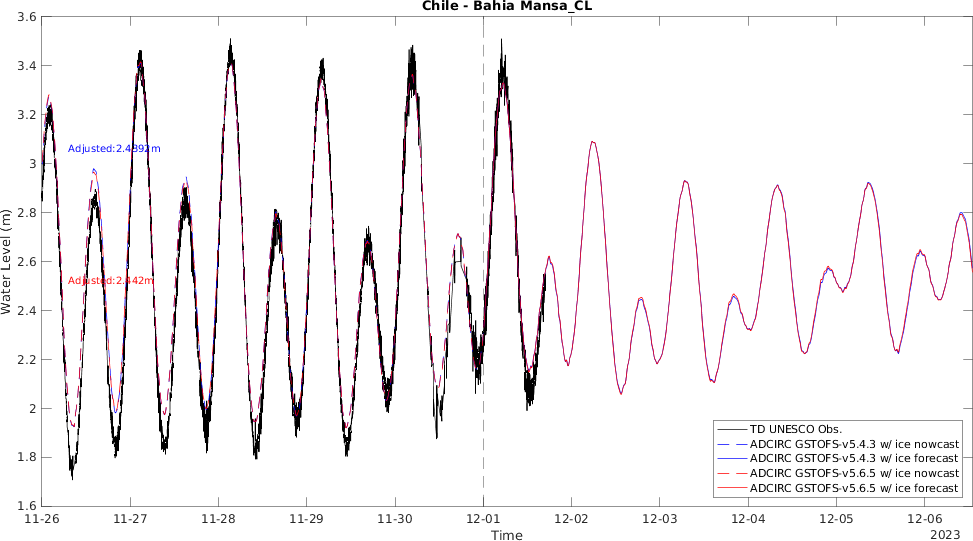 Chile - Bahia Mansa_CL
3.6
3.4
3.2
3
2.8
2.6
2.4
2.2
2
1.8
1.6
Water Level (m)
Adjusted:2.4392m
Adjusted:2.442m
TD UNESCO Obs.
ADCIRC GSTOFS-v5.4.3 w/ ice nowcast
ADCIRC GSTOFS-v5.4.3 w/ ice forecast
ADCIRC GSTOFS-v5.6.5 w/ ice nowcast
ADCIRC GSTOFS-v5.6.5 w/ ice forecast
11-26 11-27 11-28 11-29 11-30 12-01 12-02 12-03 12-04 12-05 12-06
Time
2023